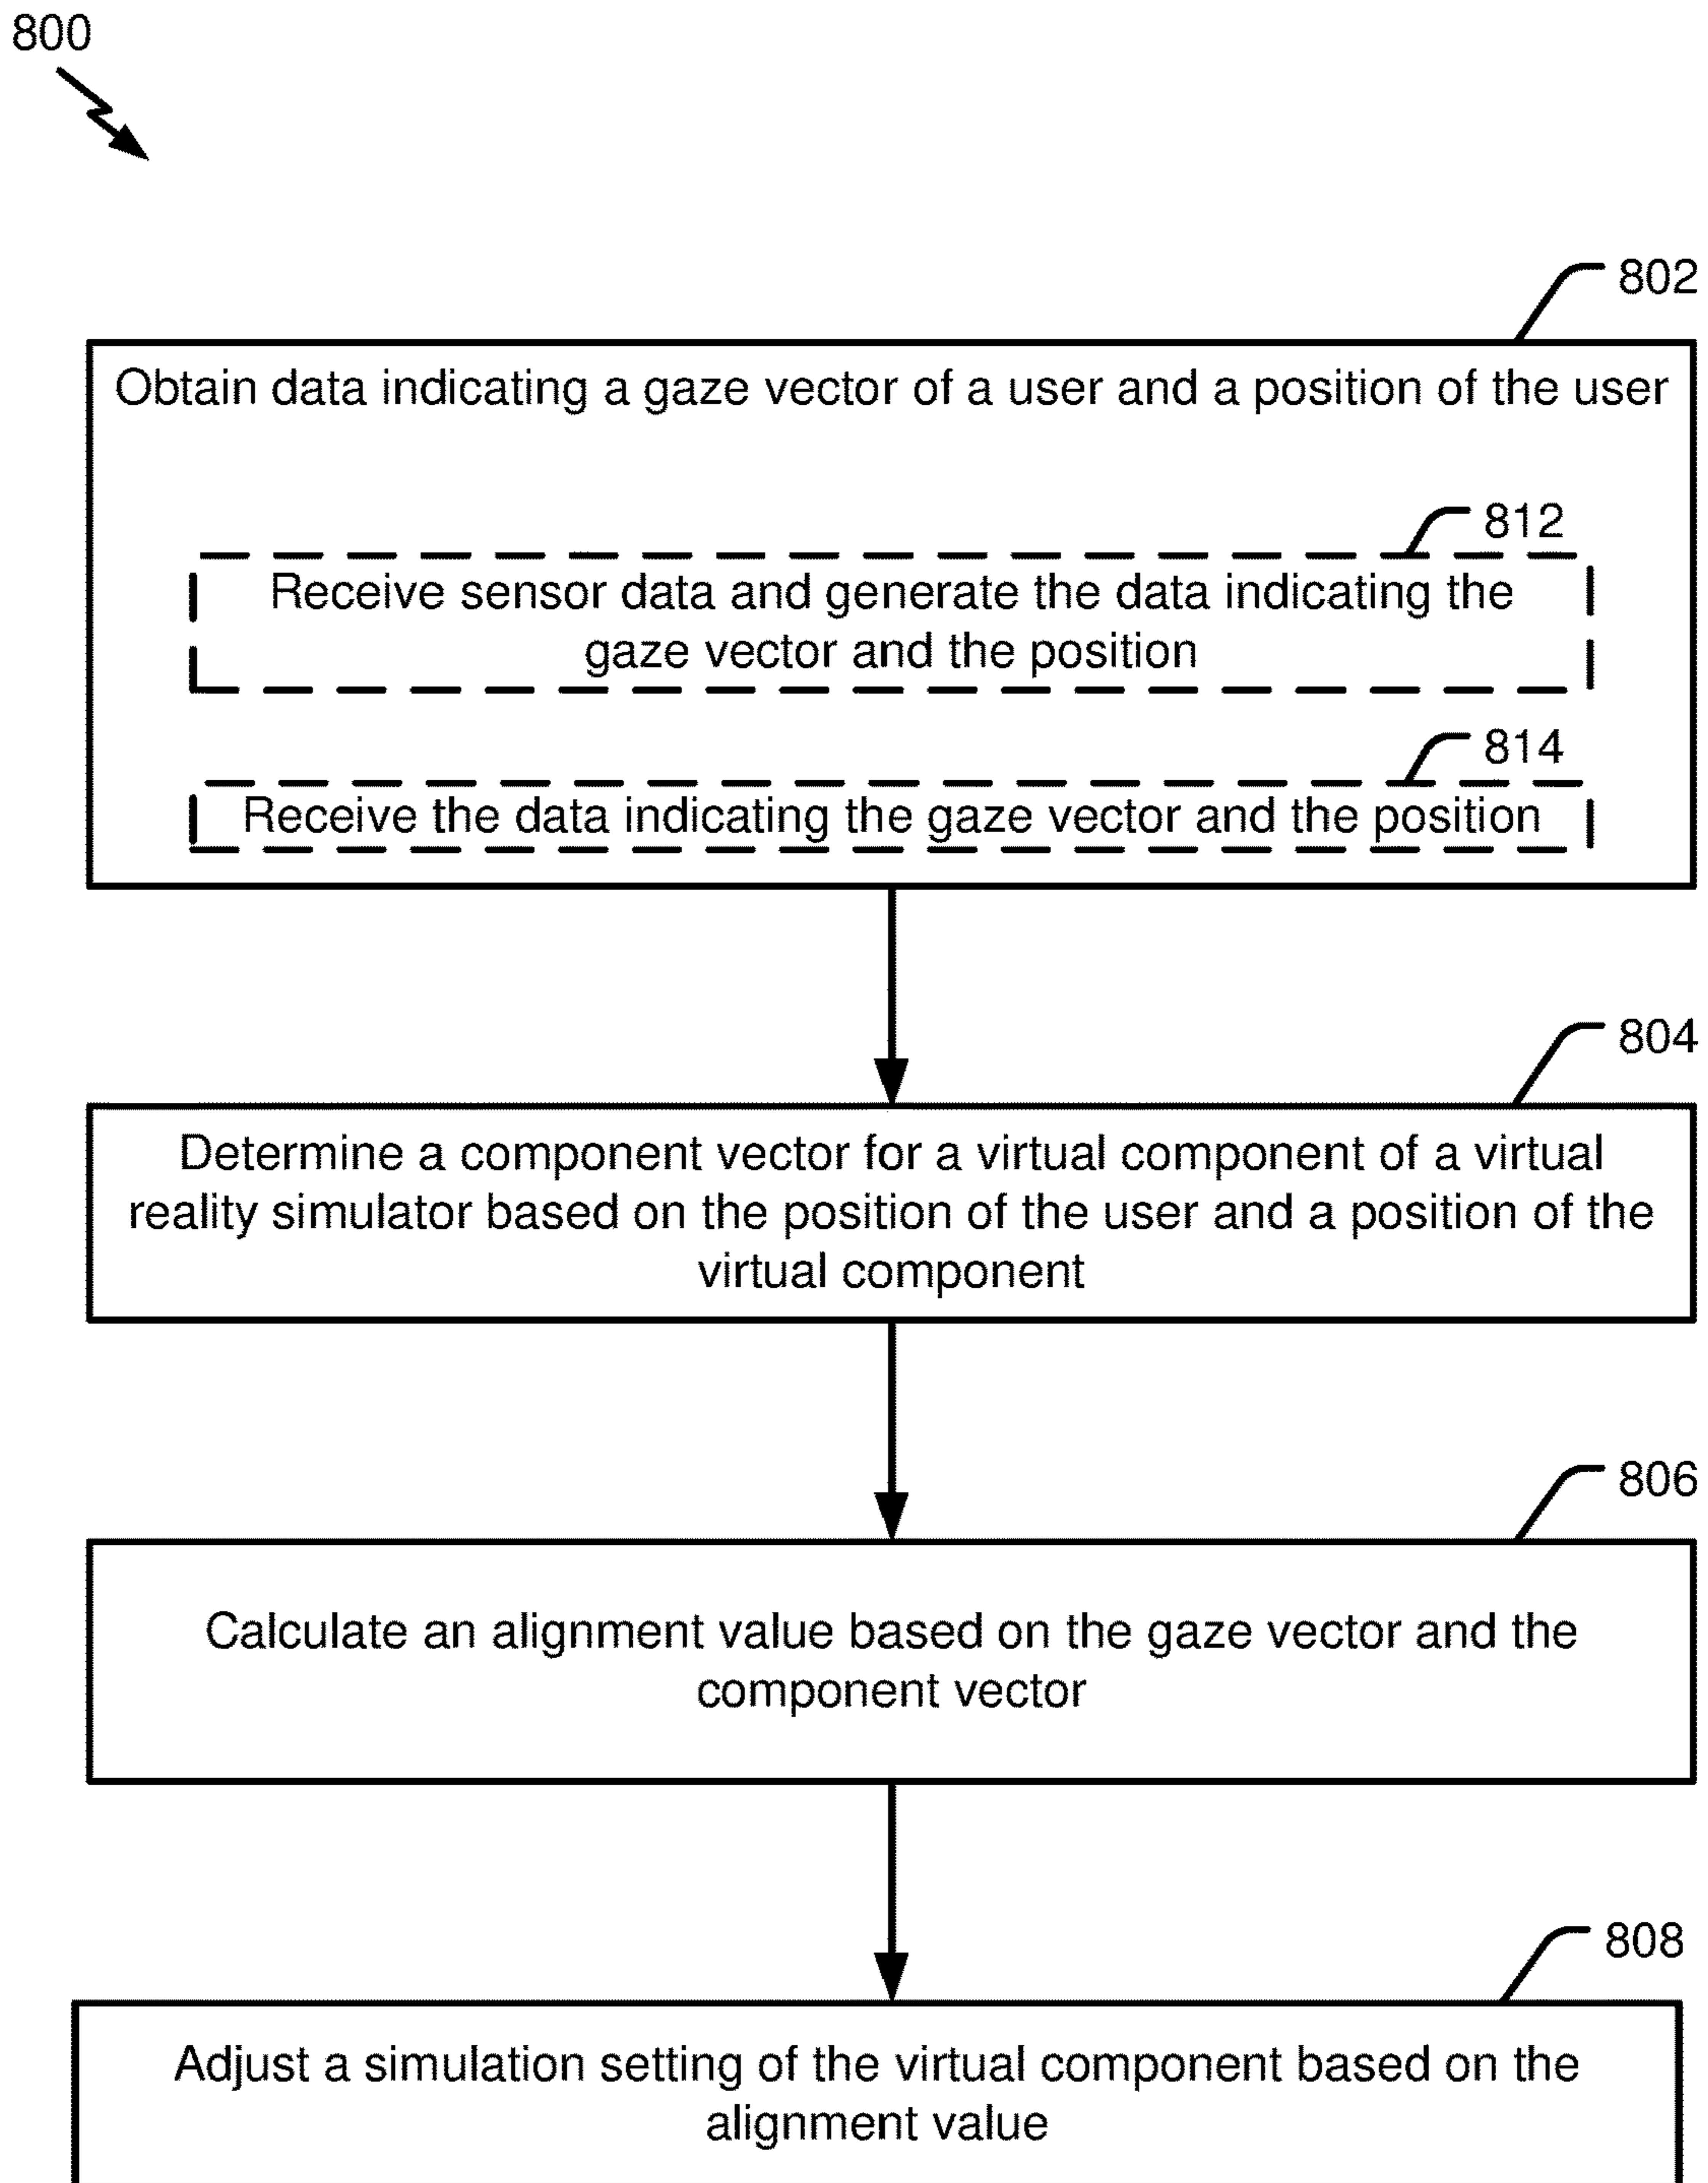 800
802
Obtain data indicating a gaze vector of a user and a position of the user
812
Receive sensor data and generate the data indicating the
gaze vector and the position
814
Receive the data indicating the gaze vector and the position
804
Determine a component vector for a virtual component of a virtual
reality simulator based on the position of the user and a position of the
virtual component
806
Calculate an alignment value based on the gaze vector and the
component vector
808
Adjust a simulation setting of the virtual component based on the
alignment value